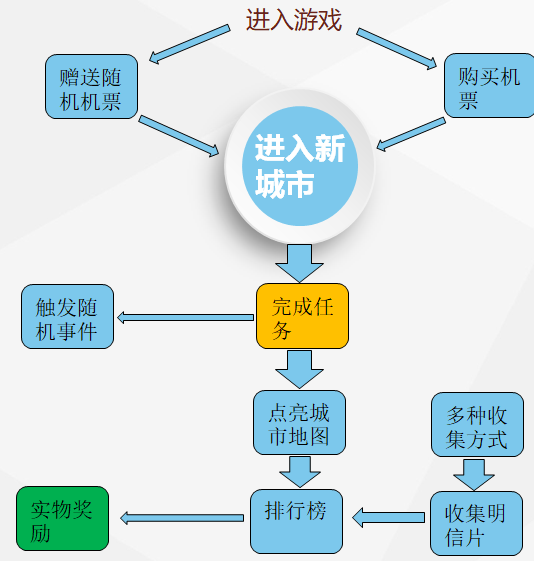 进入游戏
赠送随
机机票
购买机
票
进入新
城市
触发随
机事件
完成任
务
点亮城
市地图
多种收
集方式
实物奖
励
排行榜
收集明
信片